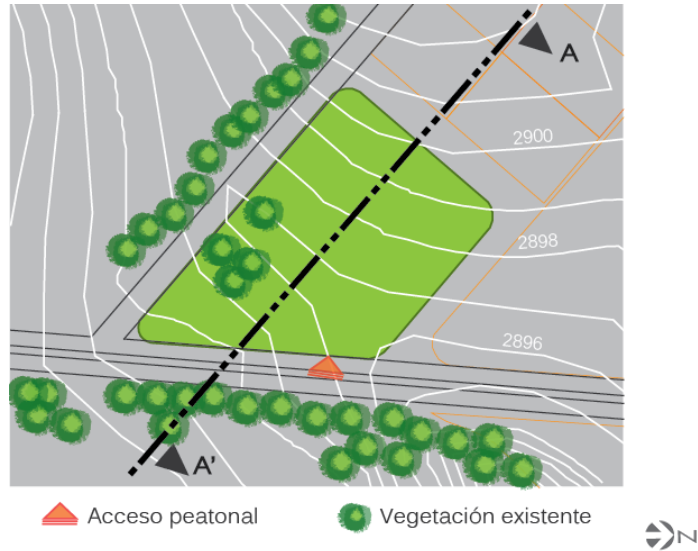 A
2900
2898
2896
A'
Acceso peatonal
Vegetación existente
N